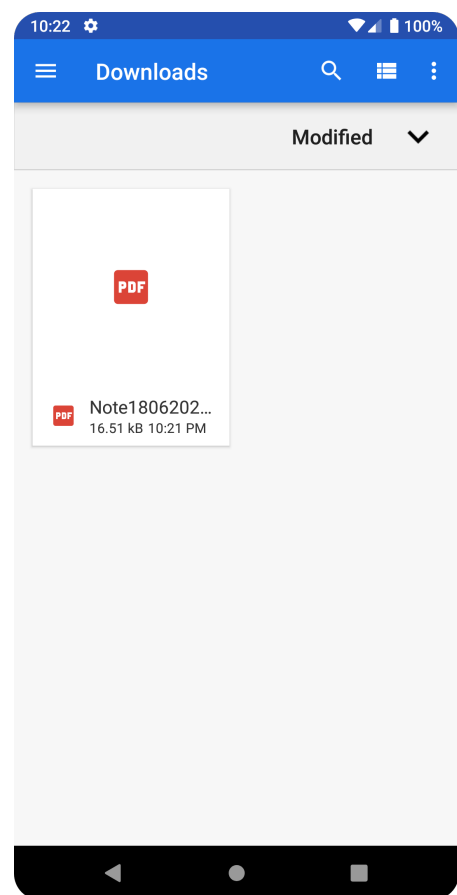 10:22 100%
Downloads
Modified
PDF
PDF
Note1806202...
16.51 kB 10:21 PM